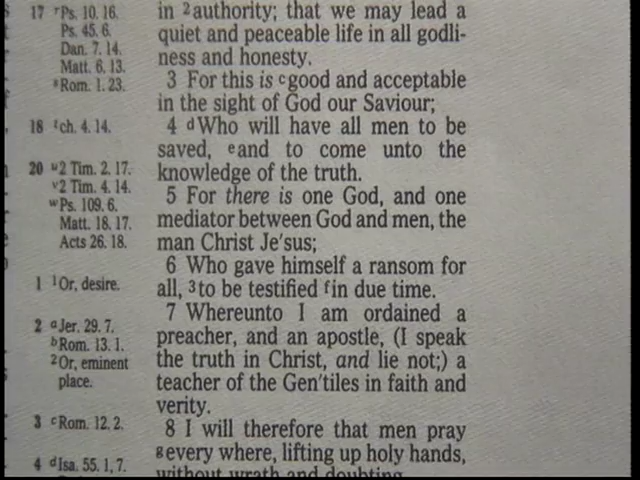 17 rPs. 10. 16.
Ps. 45. 6.
Dan. 7. 14.
Matt. 6. 13.
sRom. 1. 23.
18 tch. 4. 14.
20 u2 Tim. 2. 17.
v2 Tim. 4. 14.
wPs. 109. 6.
Matt. 18. 17.
Acts 26. 18.
1 1Or, desire.
2 aJer. 29. 7.
bRom. 13. 1.
2Or, eminent
place.
3 cRom. 12. 2.
4 dIsa. 55. 1, 7.
in 2authority; that we may lead a
quiet and peaceable life in all godli-
ness and honesty.
3 For this is cgood and acceptable
in the sight of God our Saviour;
4 dWho will have all men to be
saved, eand to come unto the
knowledge of the truth.
5 For there is one God, and one
mediator between God and men, the
man Christ Je'sus;
6 Who gave himself a ransom for
all, 3to be testified fin due time.
7 Whereunto I am ordained a
preacher, and an apostle, (I speak
the truth in Christ, and lie not;) a
teacher of the Gen'tiles in faith and
verity.
8 I will therefore that men pray
gevery where, lifting up holy hands,
without wrath and doubting.